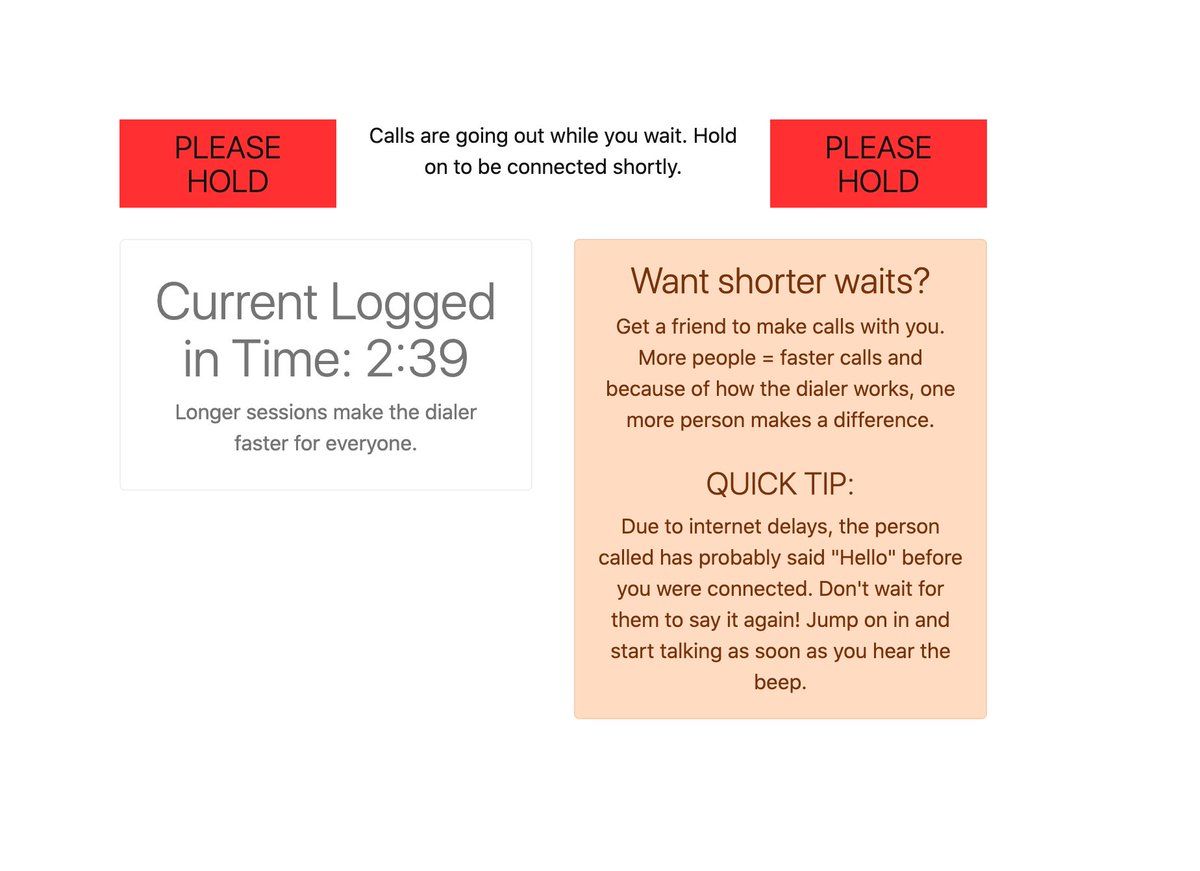 PLEASE
HOLD
Calls are going out while you wait. Hold
on to be connected shortly.
PLEASE
HOLD
Current Logged
in Time: 2:39
Longer sessions make the dialer
faster for everyone.
Want shorter waits?
Get a friend to make calls with you.
More people = faster calls and
because of how the dialer works, one
more person makes a difference.
QUICK TIP:
Due to internet delays, the person
called has probably said "Hello" before
you were connected. Don't wait for
them to say it again! Jump on in and
start talking as soon as you hear the
beep.